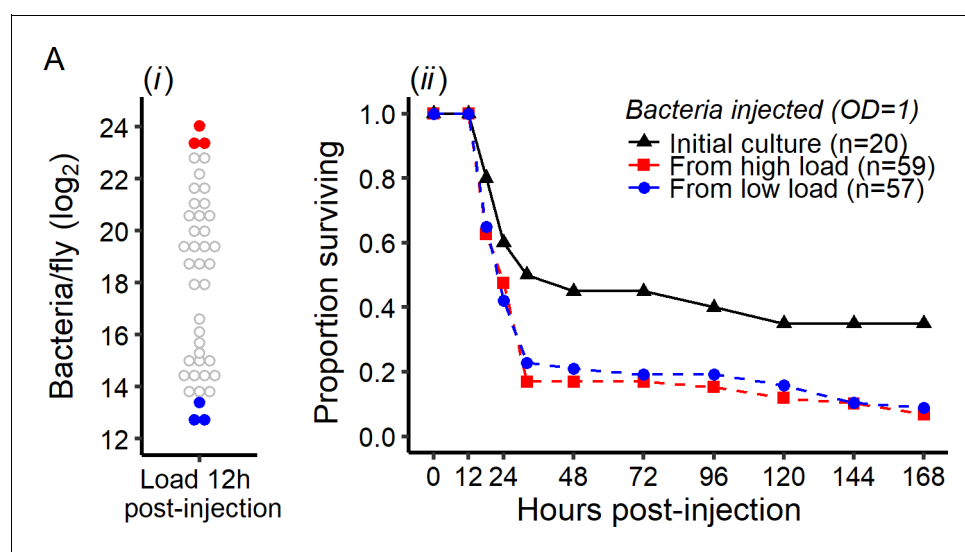 A
(i)
Bacteria/fly (log2)
24
22
20
18
16
14
12
Load 12h
post-injection
(ii)
Proportion surviving
1.0
0.8
0.6
0.4
0.2
0.0
Bacteria injected (OD=1)
Initial culture (n=20)
From high load (n=59)
From low load (n=57)
0 12 24 48 72 96 120 144 168
Hours post-injection